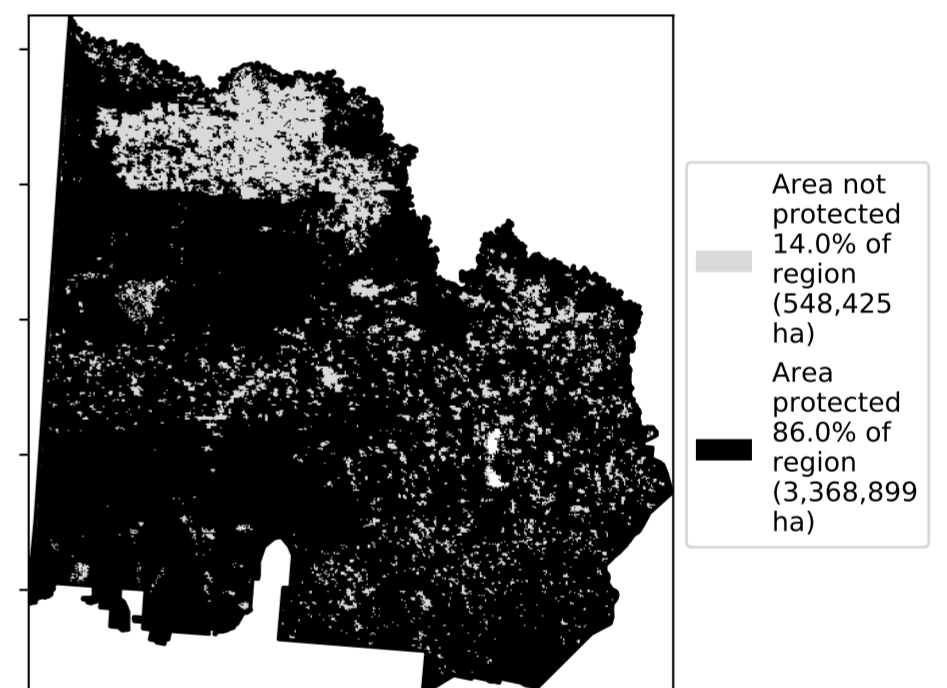 Area not
protected
14.0% of
region
(548,425
ha)
Area
protected
86.0% of
region
(3,368,899
ha)